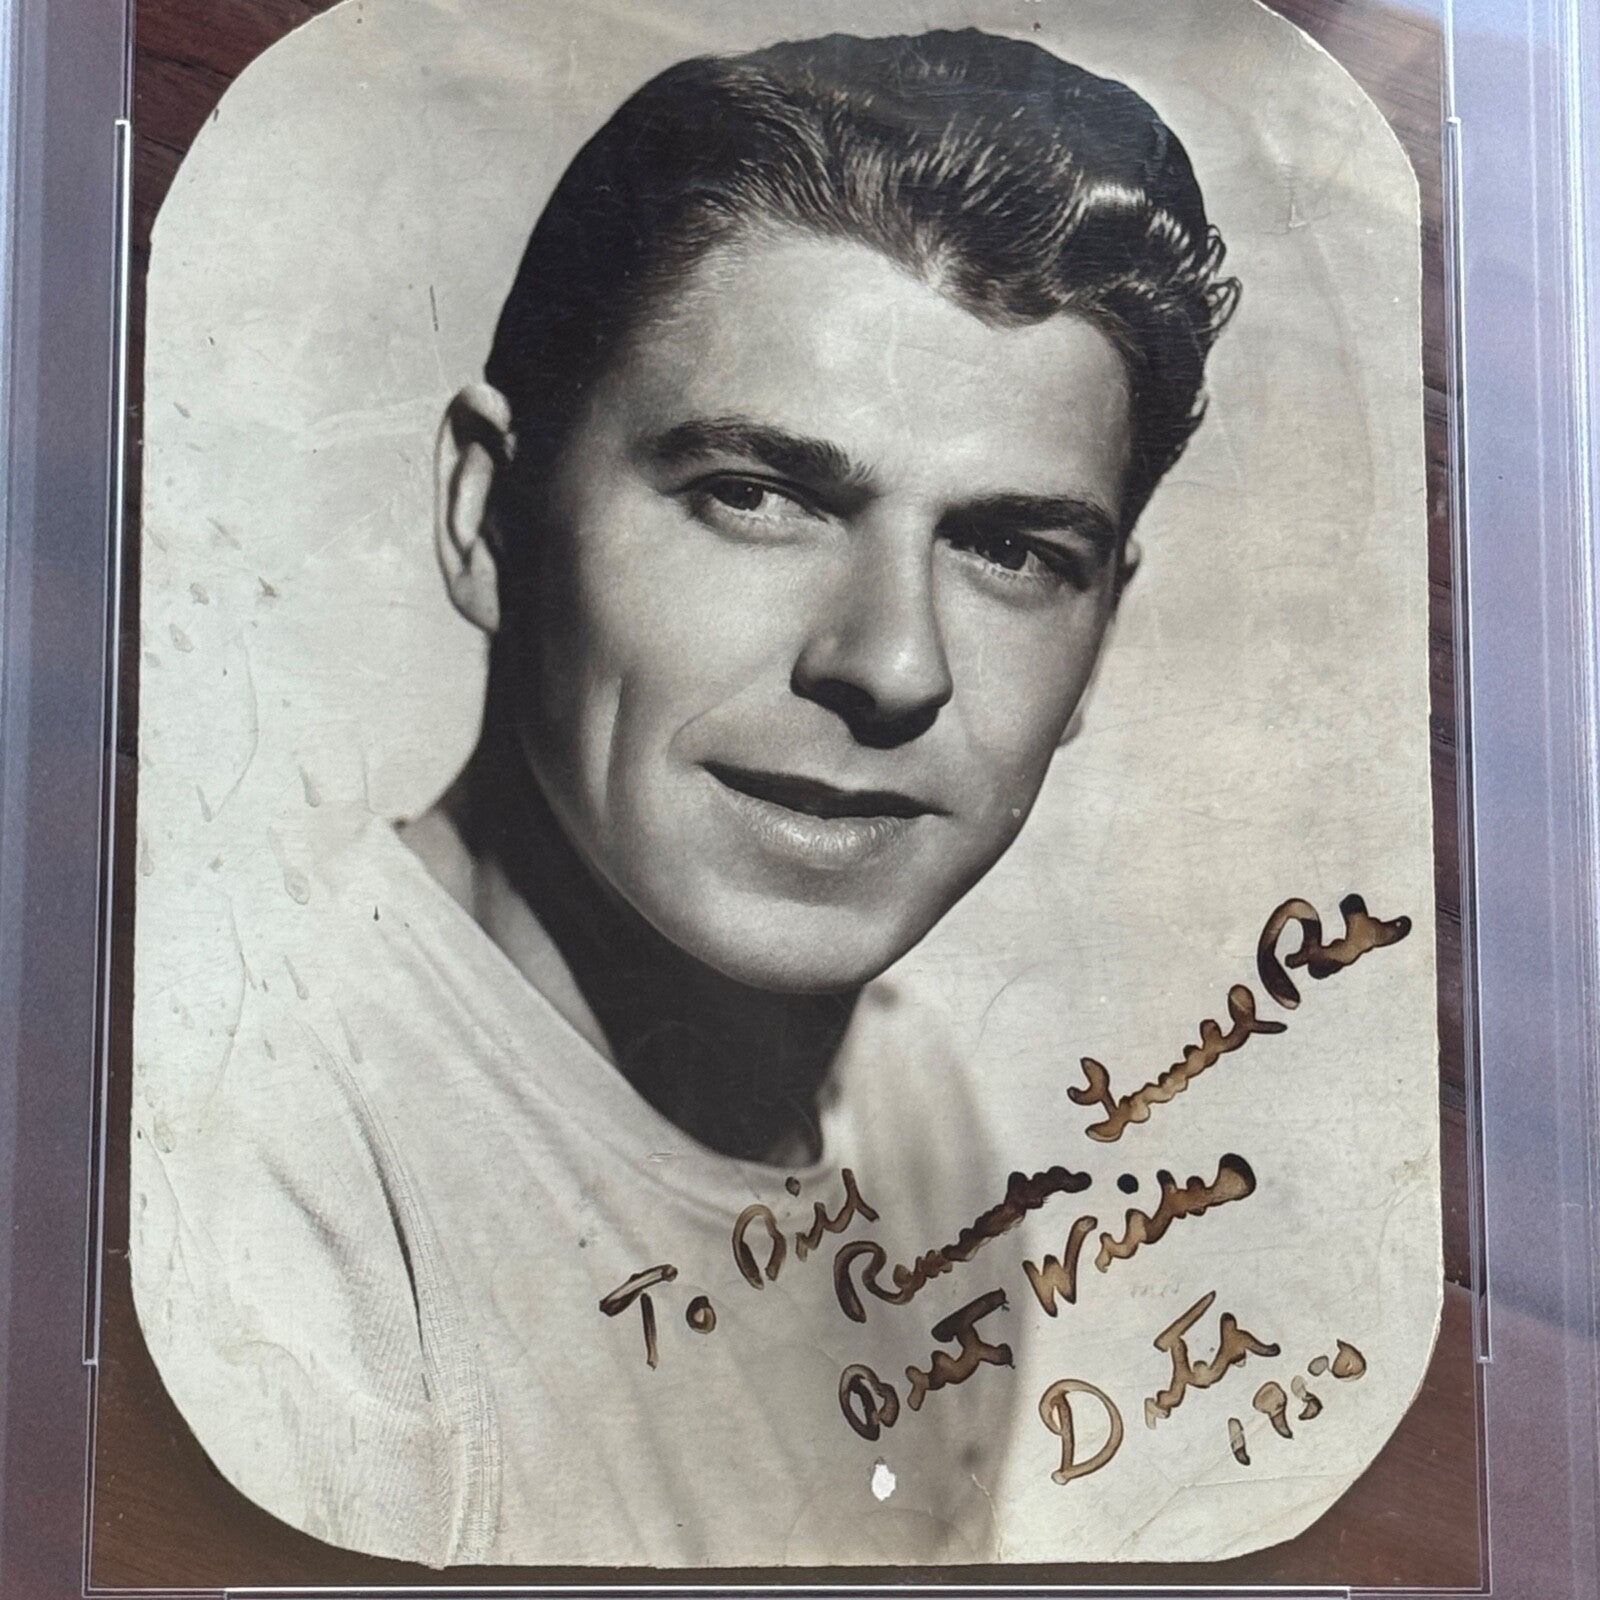 To Bill
Remember Lowell Park
Best Wishes
Dutch
1950